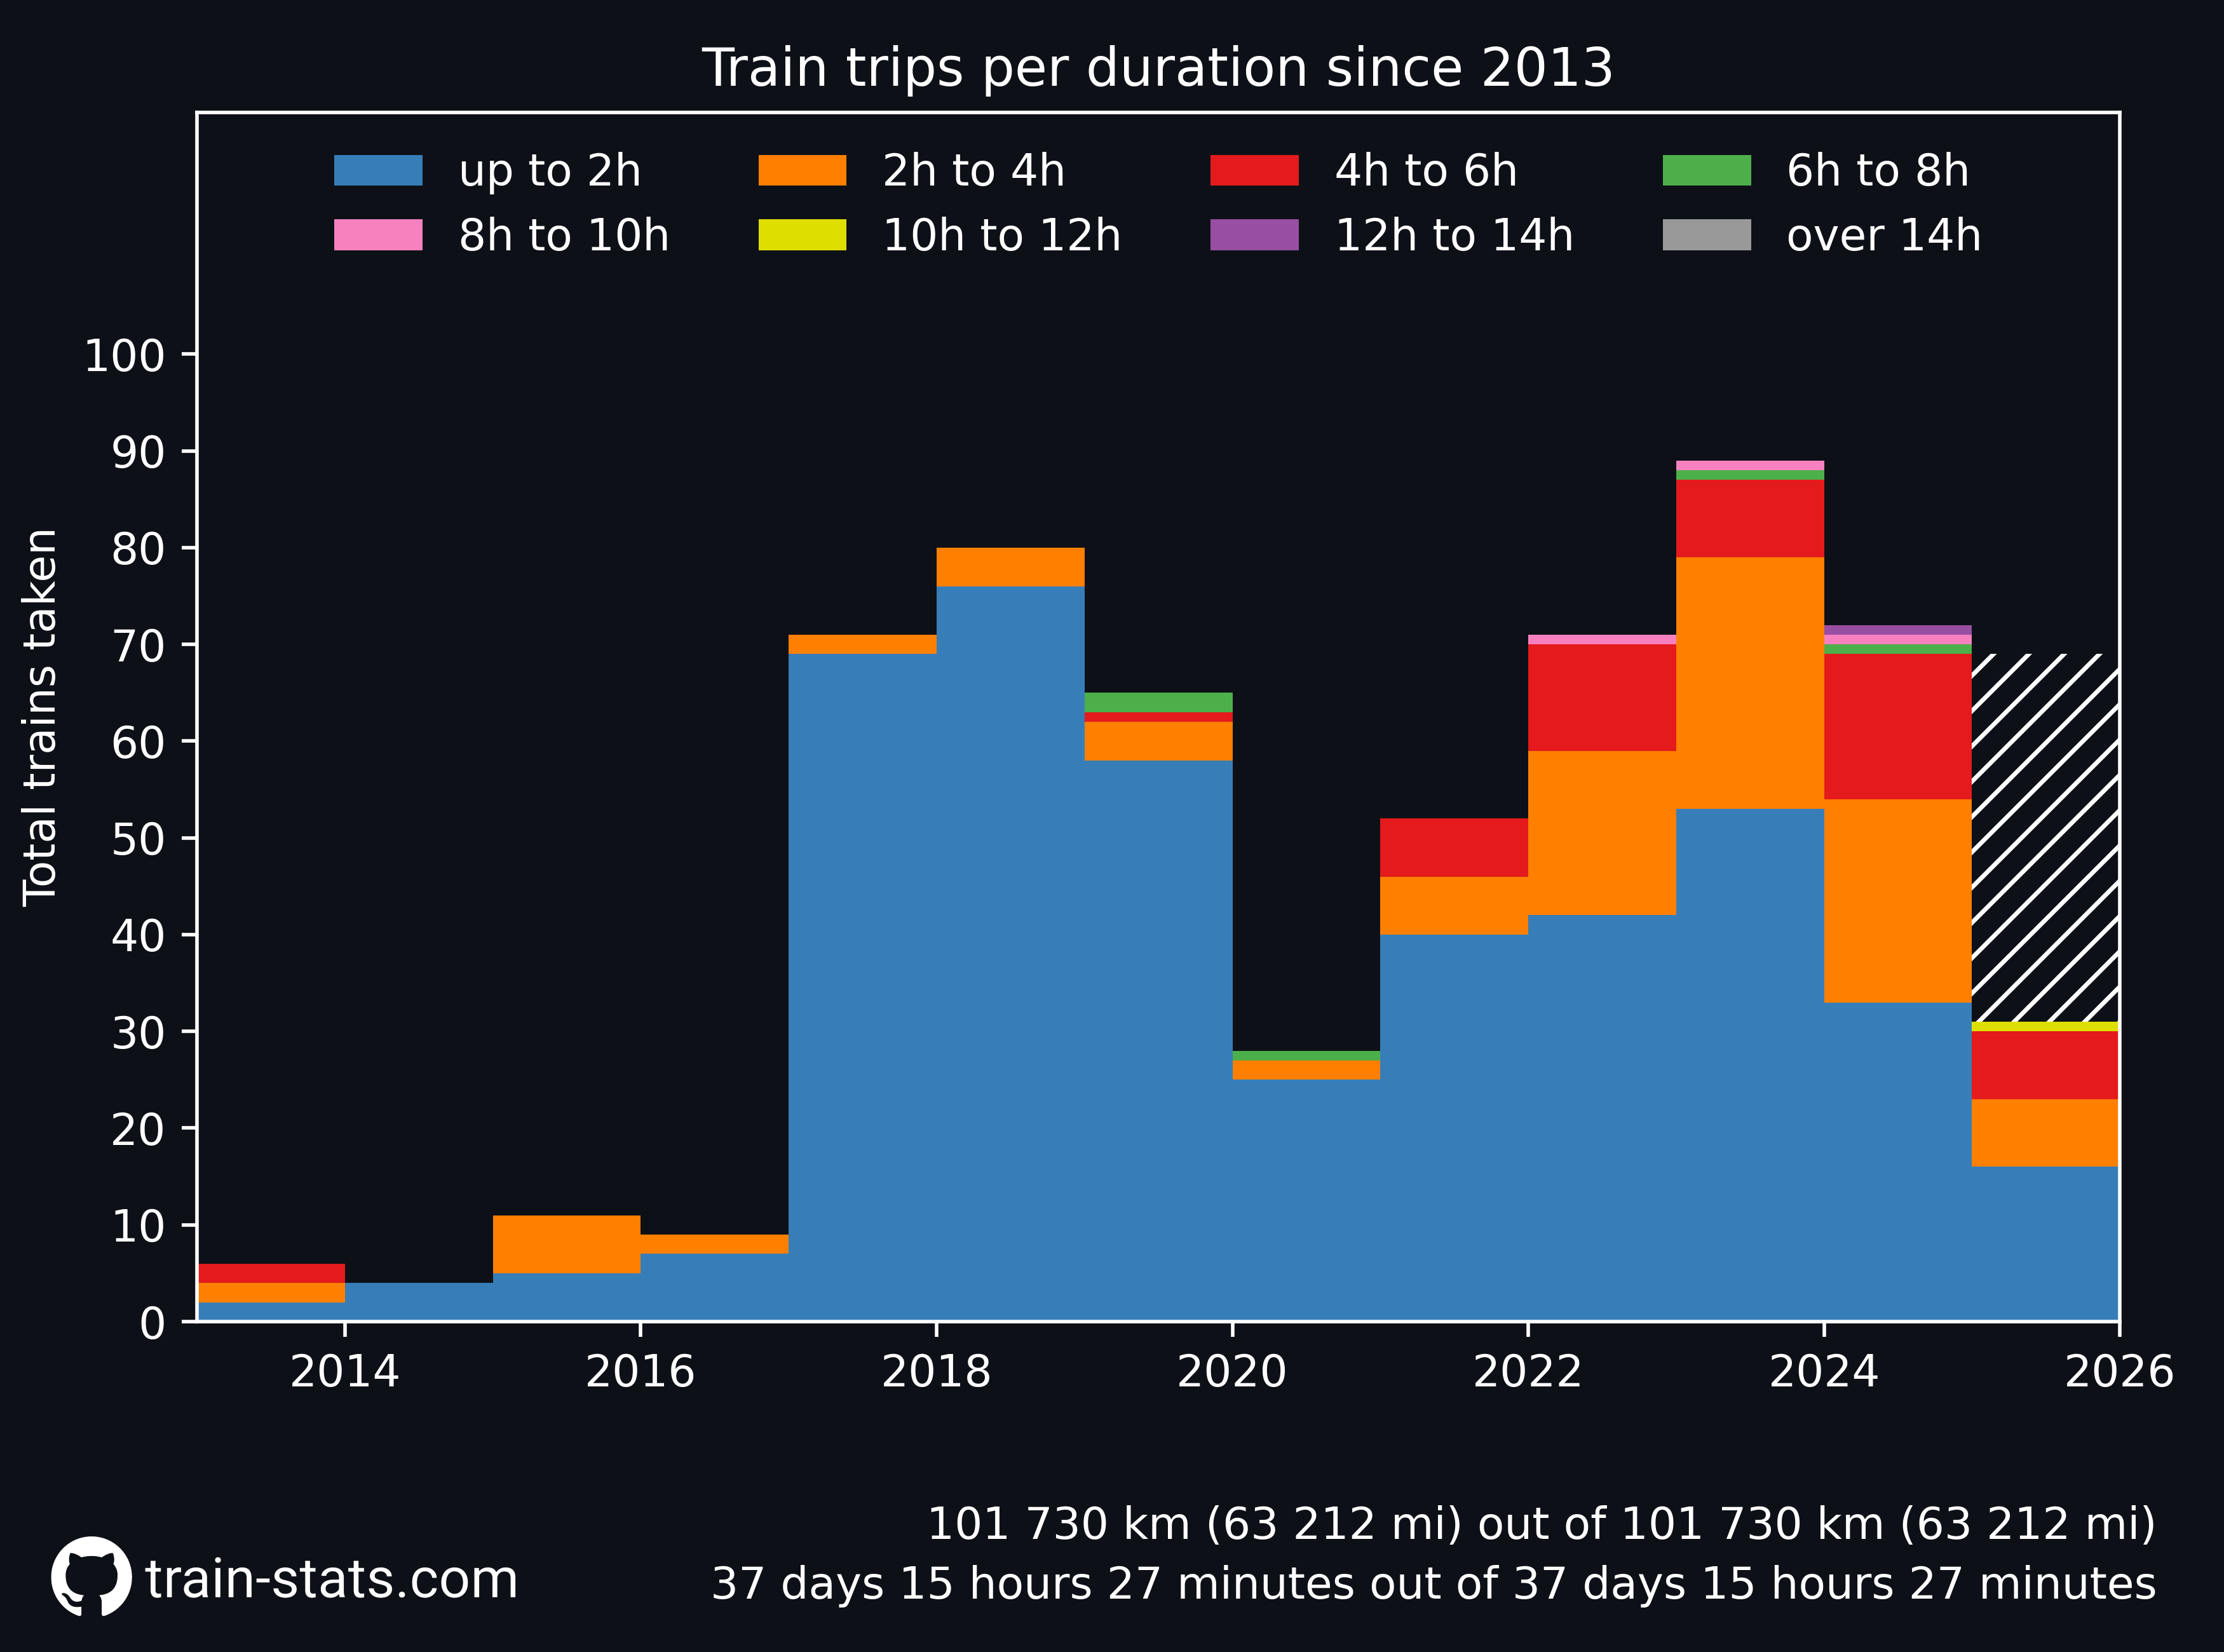 Train trips per duration since 2013
up to 2h 2h to 4h 4h to 6h 6h to 8h
8h to 10h 10h to 12h 12h to 14h over 14h
100
90
80
70
60
50
40
30
20
10
0
Total trains taken
2014 2016 2018 2020 2022 2024 2026
101 730 km (63 212 mi) out of 101 730 km (63 212 mi)
37 days 15 hours 27 minutes out of 37 days 15 hours 27 minutes
train-stats.com